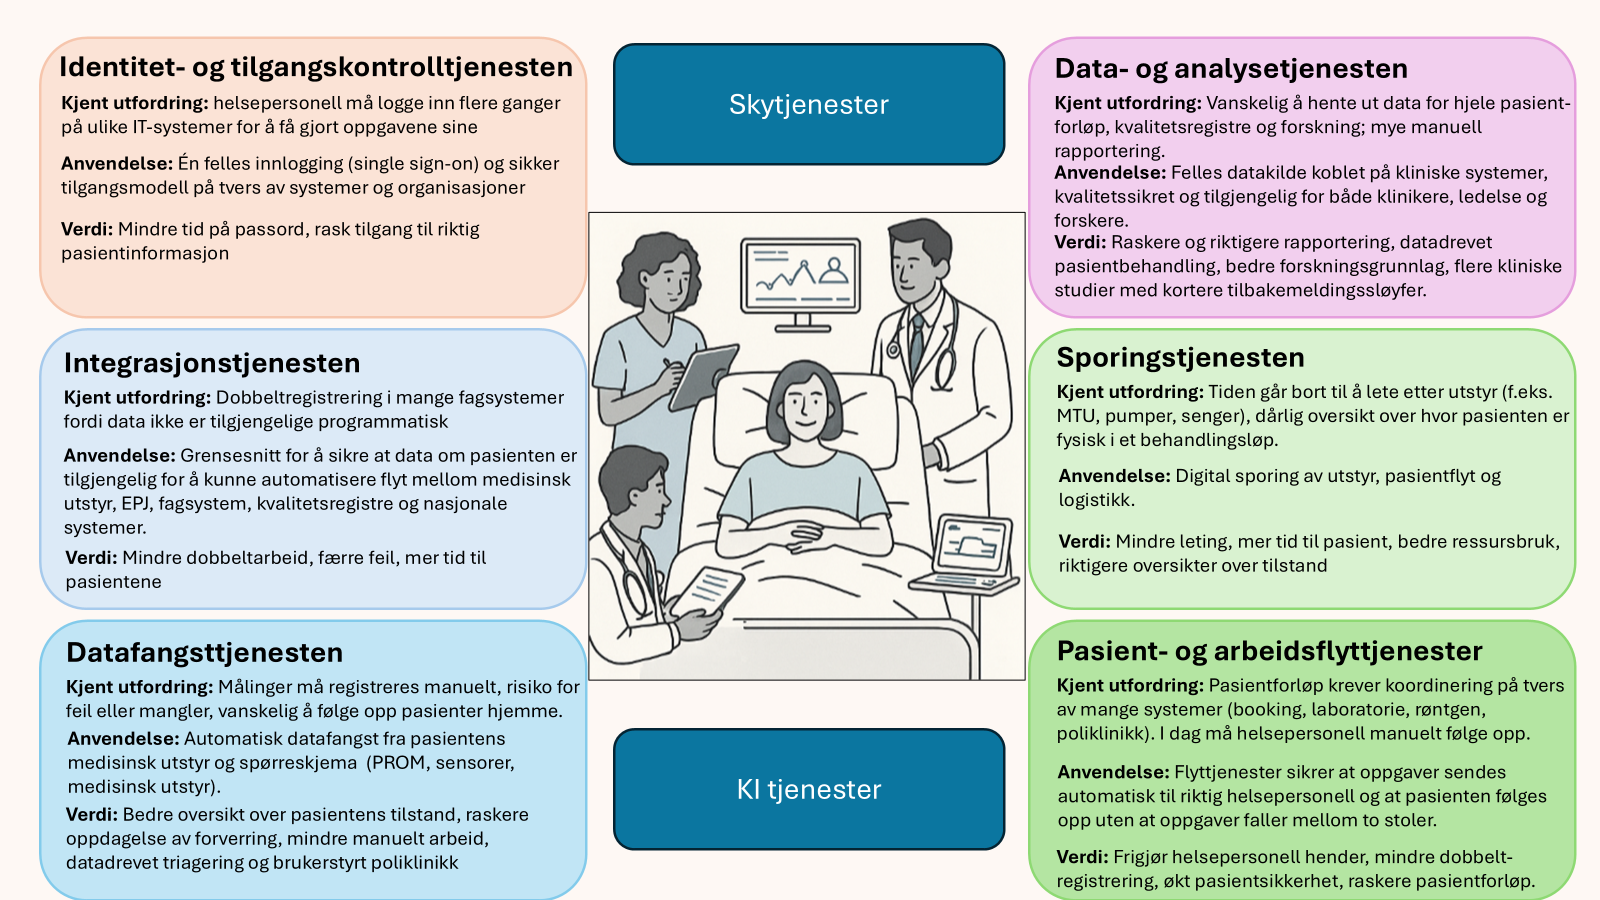 Identitet- og tilgangskontrolltjenesten
Kjent utfordring: helsepersonell må logge inn flere ganger
på ulike IT-systemer for å få gjort oppgavene sine
Anvendelse: Én felles innlogging (single sign-on) og sikker
tilgangsmodell på tvers av systemer og organisasjoner
Verdi: Mindre tid på passord, rask tilgang til riktig
pasientinformasjon
Integrasjonstjenesten
Kjent utfordring: Dobbeltregistrering i mange fagsystemer
fordi data ikke er tilgjengelige programmatisk
Anvendelse: Grensesnitt for å sikre at data om pasienten er
tilgjengelig for å kunne automatisere flyt mellom medisinsk
utstyr, EPJ, fagsystem, kvalitetsregistre og nasjonale
systemer.
Verdi: Mindre dobbeltarbeid, færre feil, mer tid til
pasientene
Datafangsttjenesten
Kjent utfordring: Målinger må registreres manuelt, risiko for
feil eller mangler, vanskelig å følge opp pasienter hjemme.
Anvendelse: Automatisk datafangst fra pasientens
medisinsk utstyr og spørreskjema (PROM, sensorer,
medisinsk utstyr).
Verdi: Bedre oversikt over pasientens tilstand, raskere
oppdagelse av forverring, mindre manuelt arbeid,
datadrevet triagering og brukerstyrt poliklinikk
Skytjenester
KI tjenester
Data- og analysetjenesten
Kjent utfordring: Vanskelig å hente ut data for hjele pasient-
forløp, kvalitetsregistre og forskning; mye manuell
rapportering.
Anvendelse: Felles datakilde koblet på kliniske systemer,
kvalitetssikret og tilgjengelig for både klinikere, ledelse og
forskere.
Verdi: Raskere og riktigere rapportering, datadrevet
pasientbehandling, bedre forskningsgrunnlag, flere kliniske
studier med kortere tilbakemeldingssløyfer.
Sporingstjenesten
Kjent utfordring: Tiden går bort til å lete etter utstyr (f.eks.
MTU, pumper, senger), dårlig oversikt over hvor pasienten er
fysisk i et behandlingsløp.
Anvendelse: Digital sporing av utstyr, pasientflyt og
logistikk.
Verdi: Mindre leting, mer tid til pasient, bedre ressursbruk,
riktigere oversikter over tilstand
Pasient- og arbeidsflyttjenester
Kjent utfordring: Pasientforløp krever koordinering på tvers
av mange systemer (booking, laboratorie, røntgen,
poliklinikk). I dag må helsepersonell manuelt følge opp.
Anvendelse: Flyttjenester sikrer at oppgaver sendes
automatisk til riktig helsepersonell og at pasienten følges
opp uten at oppgaver faller mellom to stoler.
Verdi: Frigjør helsepersonell hender, mindre dobbelt-
registrering, økt pasientsikkerhet, raskere pasientforløp.